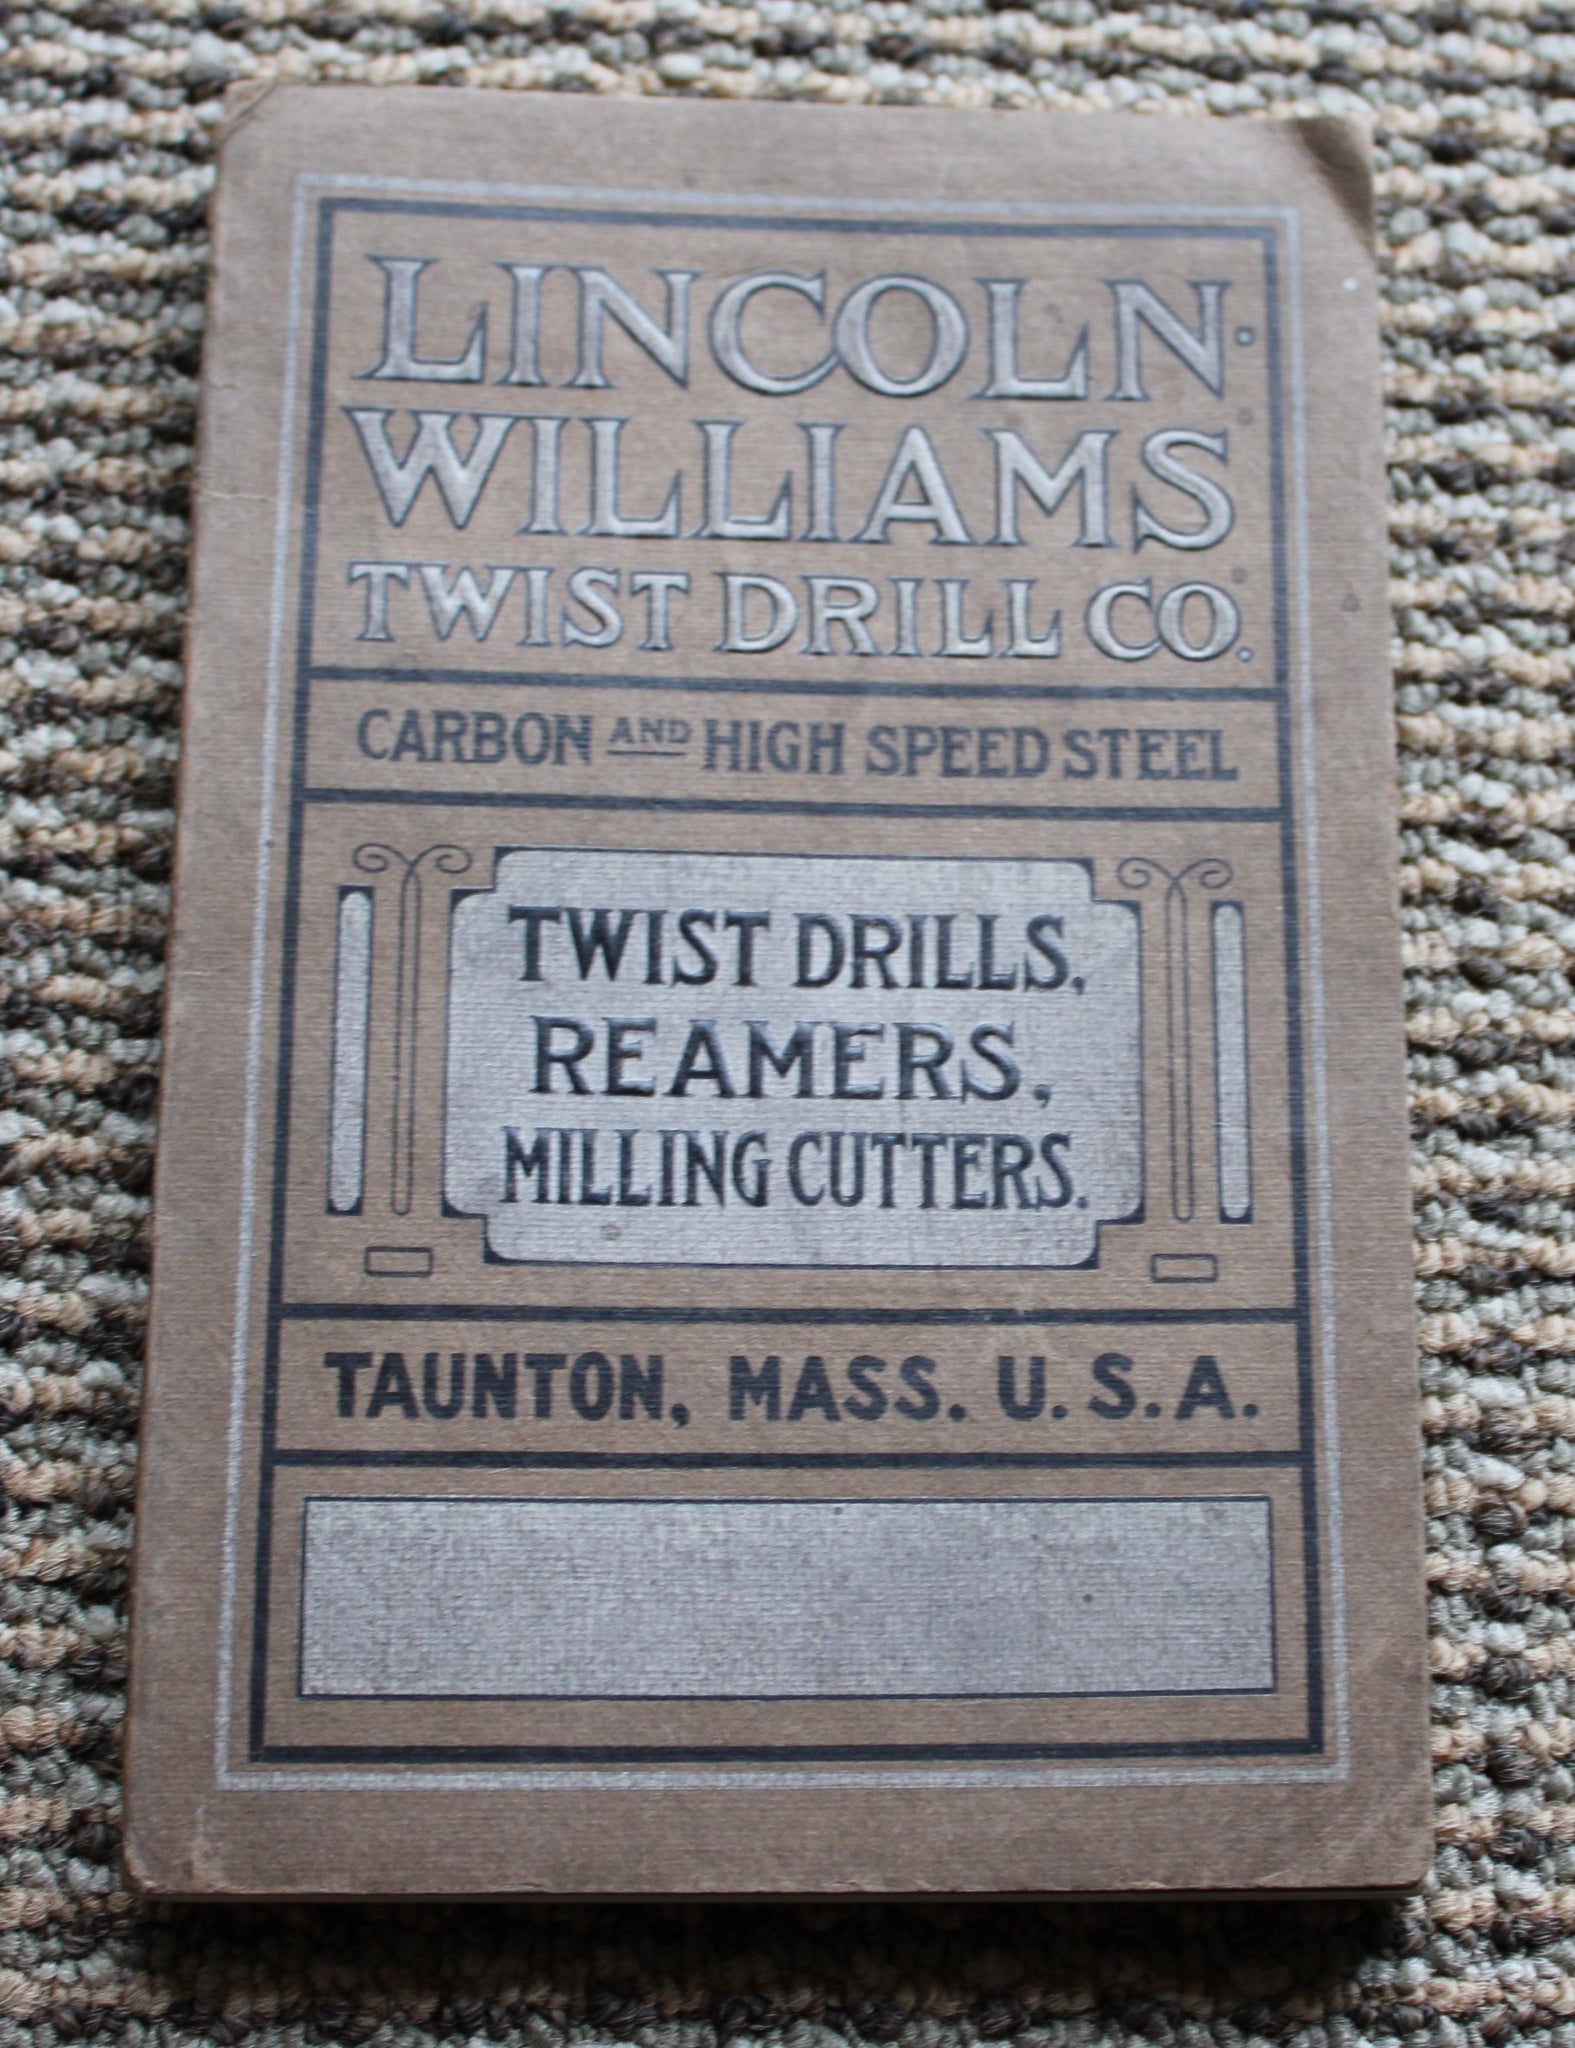 LINCOLN·
WILLIAMS
TWIST DRILL CO.
CARBON AND HIGH SPEED STEEL
TWIST DRILLS,
REAMERS,
MILLING CUTTERS.
TAUNTON, MASS. U. S. A.